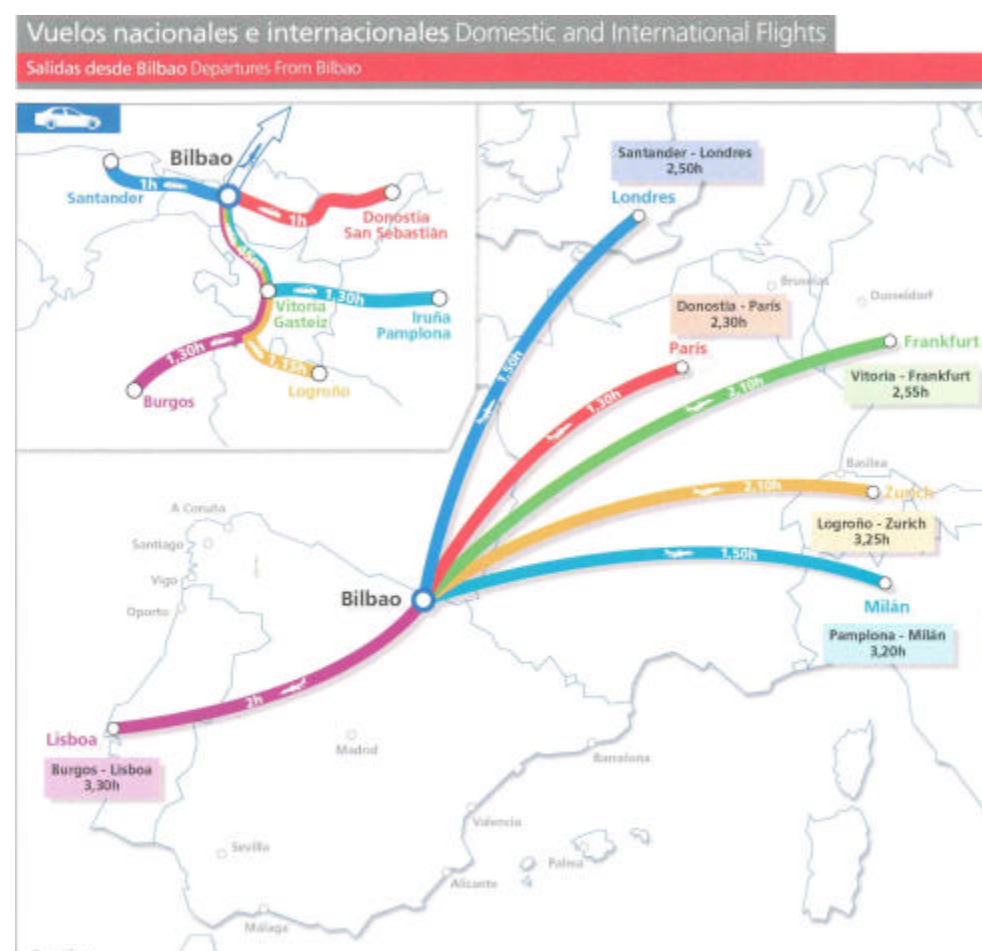 Vuelos nacionales e internacionales Domestic and International Flights
Salidas desde Bilbao Departures From Bilbao
Bilbao
Santander
1h
1h
Donostia
San Sebastián
45m
Vitoria
Gasteiz
1,30h
Iruña
Pamplona
1,30h
1,15h
Burgos
Logroño
Santander - Londres
2,50h
Londres
Bruselas
Dusseldorf
Donostia - París
2,30h
París
Frankfurt
Vitoria - Frankfurt
2,55h
1,50h
1,30h
2,10h
Basilea
2,10h
Zurich
Logroño - Zurich
3,25h
1,50h
Milán
Pamplona - Milán
3,20h
A Coruña
Santiago
Vigo
Oporto
Bilbao
2h
Lisboa
Burgos - Lisboa
3,30h
Madrid
Barcelona
Valencia
Sevilla
Palma
Alicante
Málaga